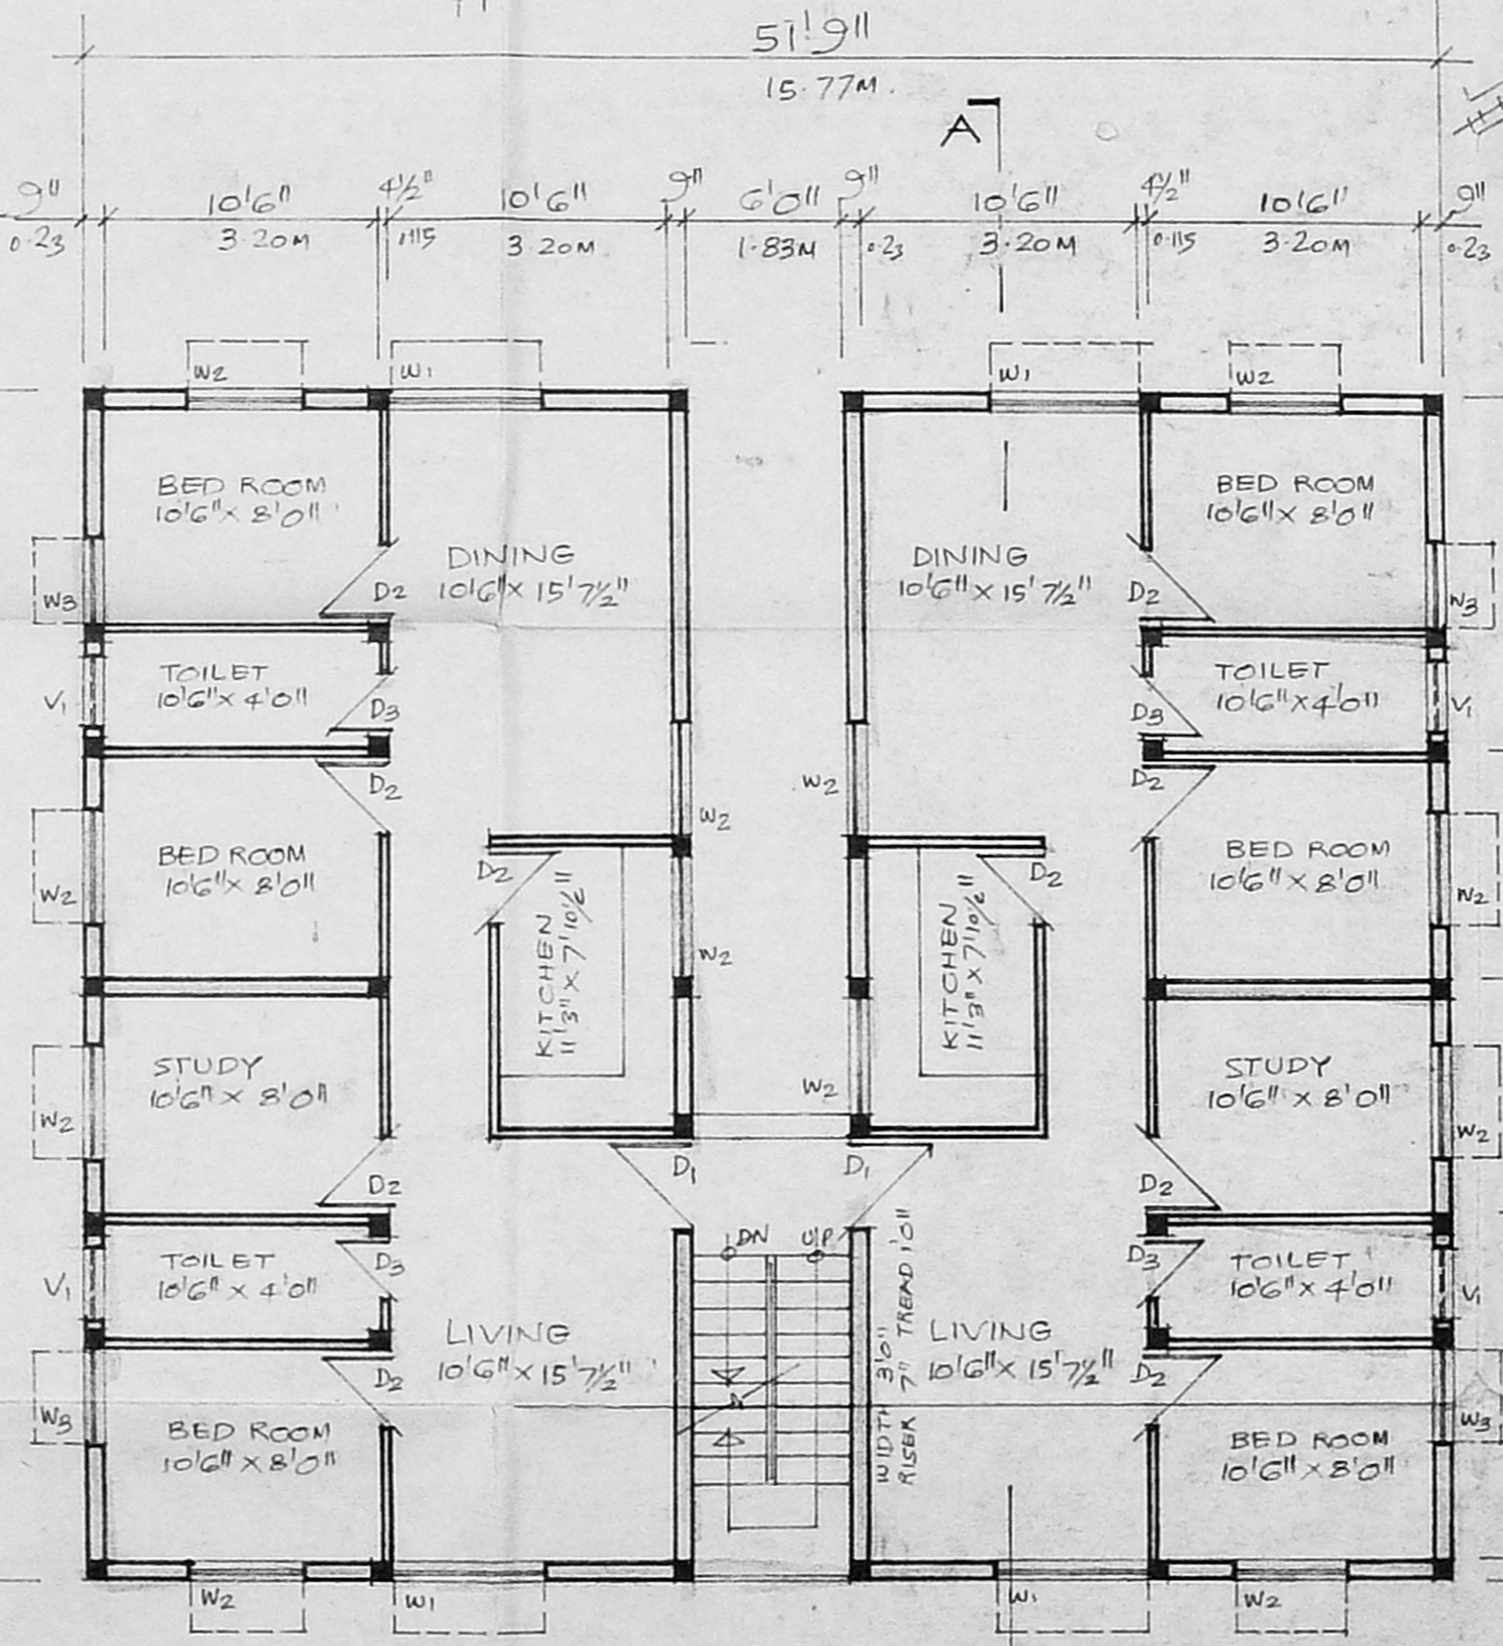 51'9"
15.77M.
A
9" 10'6" 4½" 10'6" 9" 6'0" 9" 10'6" 4½" 10'6" 9"
0.23 3.20M .115 3.20M 1.83M 0.23 3.20M 0.115 3.20M 0.23
W2 W1 W1 W2
BED ROOM
10'6" X 8'0"
BED ROOM
10'6" X 8'0"
DINING
10'6" X 15'7½"
DINING
10'6" X 15'7½"
W3 D2 D2 W3
TOILET
10'6" X 4'0"
TOILET
10'6" X 4'0"
V1 D3 D3 V1
D2 W2 D2
W2
BED ROOM
10'6" X 8'0"
BED ROOM
10'6" X 8'0"
D2 D2
W2 W2
KITCHEN
11'3" X 7'10½"
KITCHEN
11'3" X 7'10½"
W2
STUDY
10'6" X 8'0"
STUDY
10'6" X 8'0"
W2 W2 W2
D2 D1 D1 D2
DN UP
TOILET
10'6" X 4'0"
TOILET
10'6" X 4'0"
V1 D3 D3 V1
LIVING
10'6" X 15'7½"
WIDTH 3'0"
RISER 7" TREAD 1'0"
LIVING
10'6" X 15'7½"
D2 D2
W3 W3
BED ROOM
10'6" X 8'0"
BED ROOM
10'6" X 8'0"
W2 W1 W1 W2